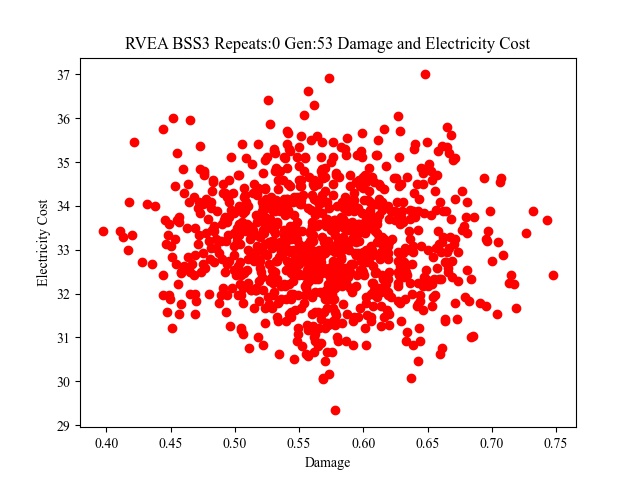 RVEA BSS3 Repeats:0 Gen:53 Damage and Electricity Cost
37
36
35
34
33
32
31
30
29
Electricity Cost
0.40 0.45 0.50 0.55 0.60 0.65 0.70 0.75
Damage